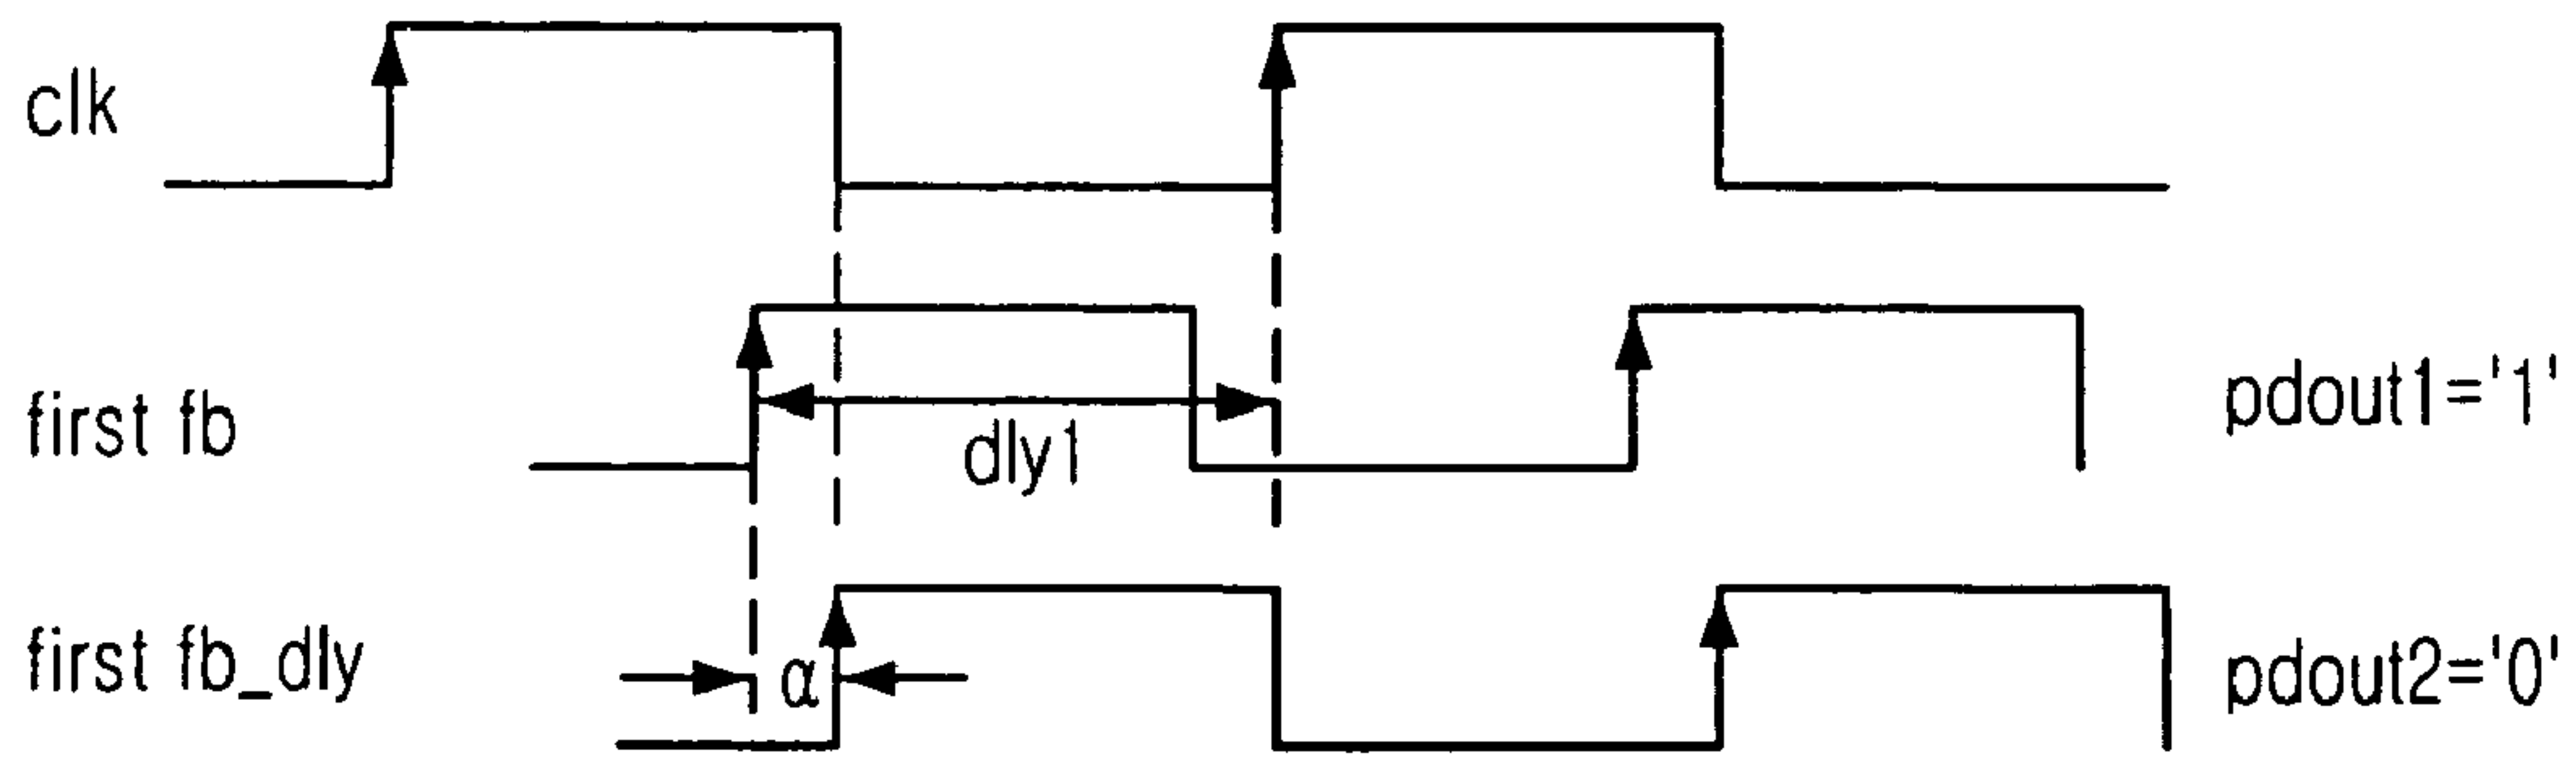 clk
first fb
dly1
pdout1='1'
first fb_dly
α
pdout2='0'